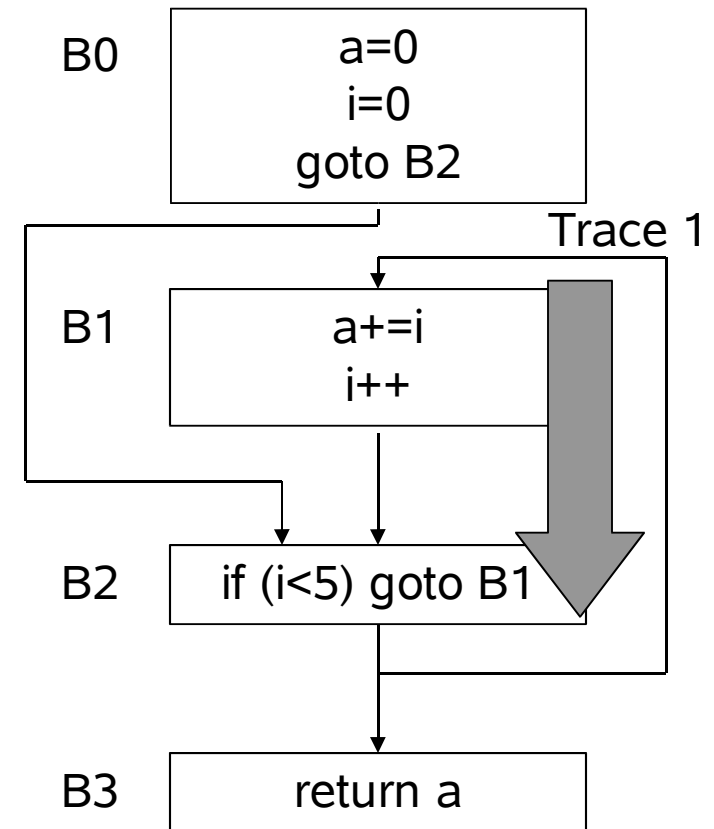 B0
a=0
i=0
goto B2
Trace 1
B1
a+=i
i++
B2
if (i<5) goto B1
B3
return a